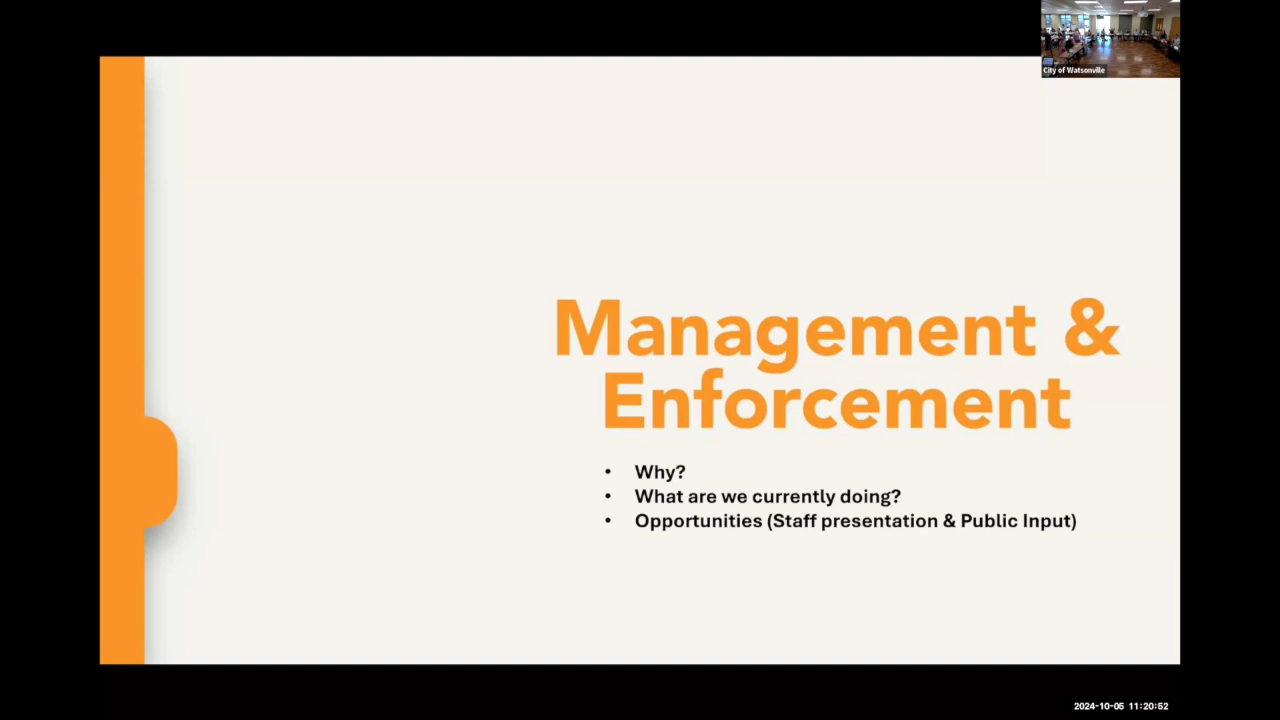 City of Watsonville
Management &
Enforcement
• Why?
• What are we currently doing?
• Opportunities (Staff presentation & Public Input)
2024-10-05 11:20:52